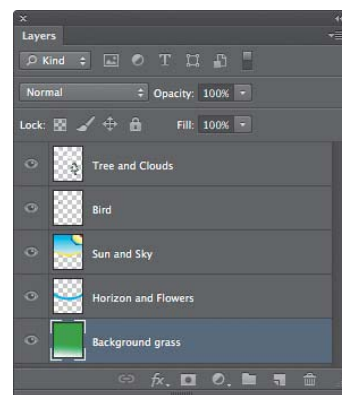 Layers
Kind
Normal Opacity: 100%
Lock: Fill: 100%
Tree and Clouds
Bird
Sun and Sky
Horizon and Flowers
Background grass
fx